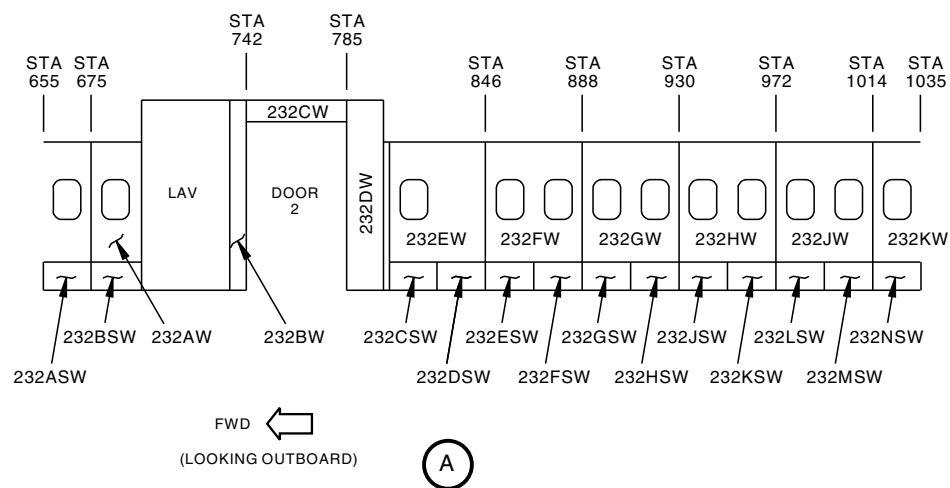 STA
742
STA
785
STA
655
STA
675
STA
846
STA
888
STA
930
STA
972
STA
1014
STA
1035
232CW
LAV
DOOR
2
232DW
232EW
232FW
232GW
232HW
232JW
232KW
232BSW
232AW
232BW
232CSW
232ESW
232GSW
232JSW
232LSW
232NSW
232ASW
232DSW
232FSW
232HSW
232KSW
232MSW
FWD
(LOOKING OUTBOARD)
A